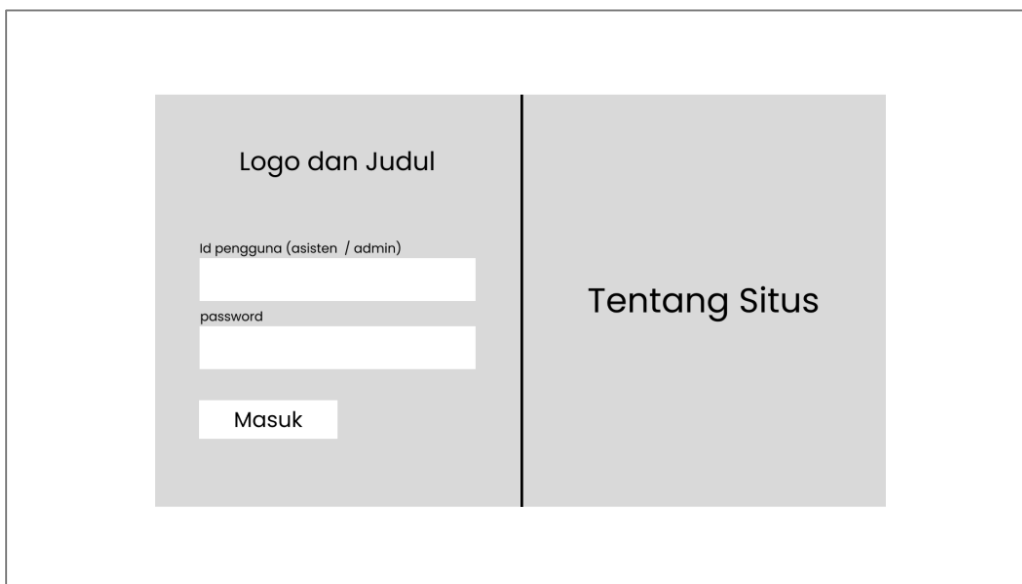 Logo dan Judul
Id pengguna (asisten / admin)
password
Masuk
Tentang Situs